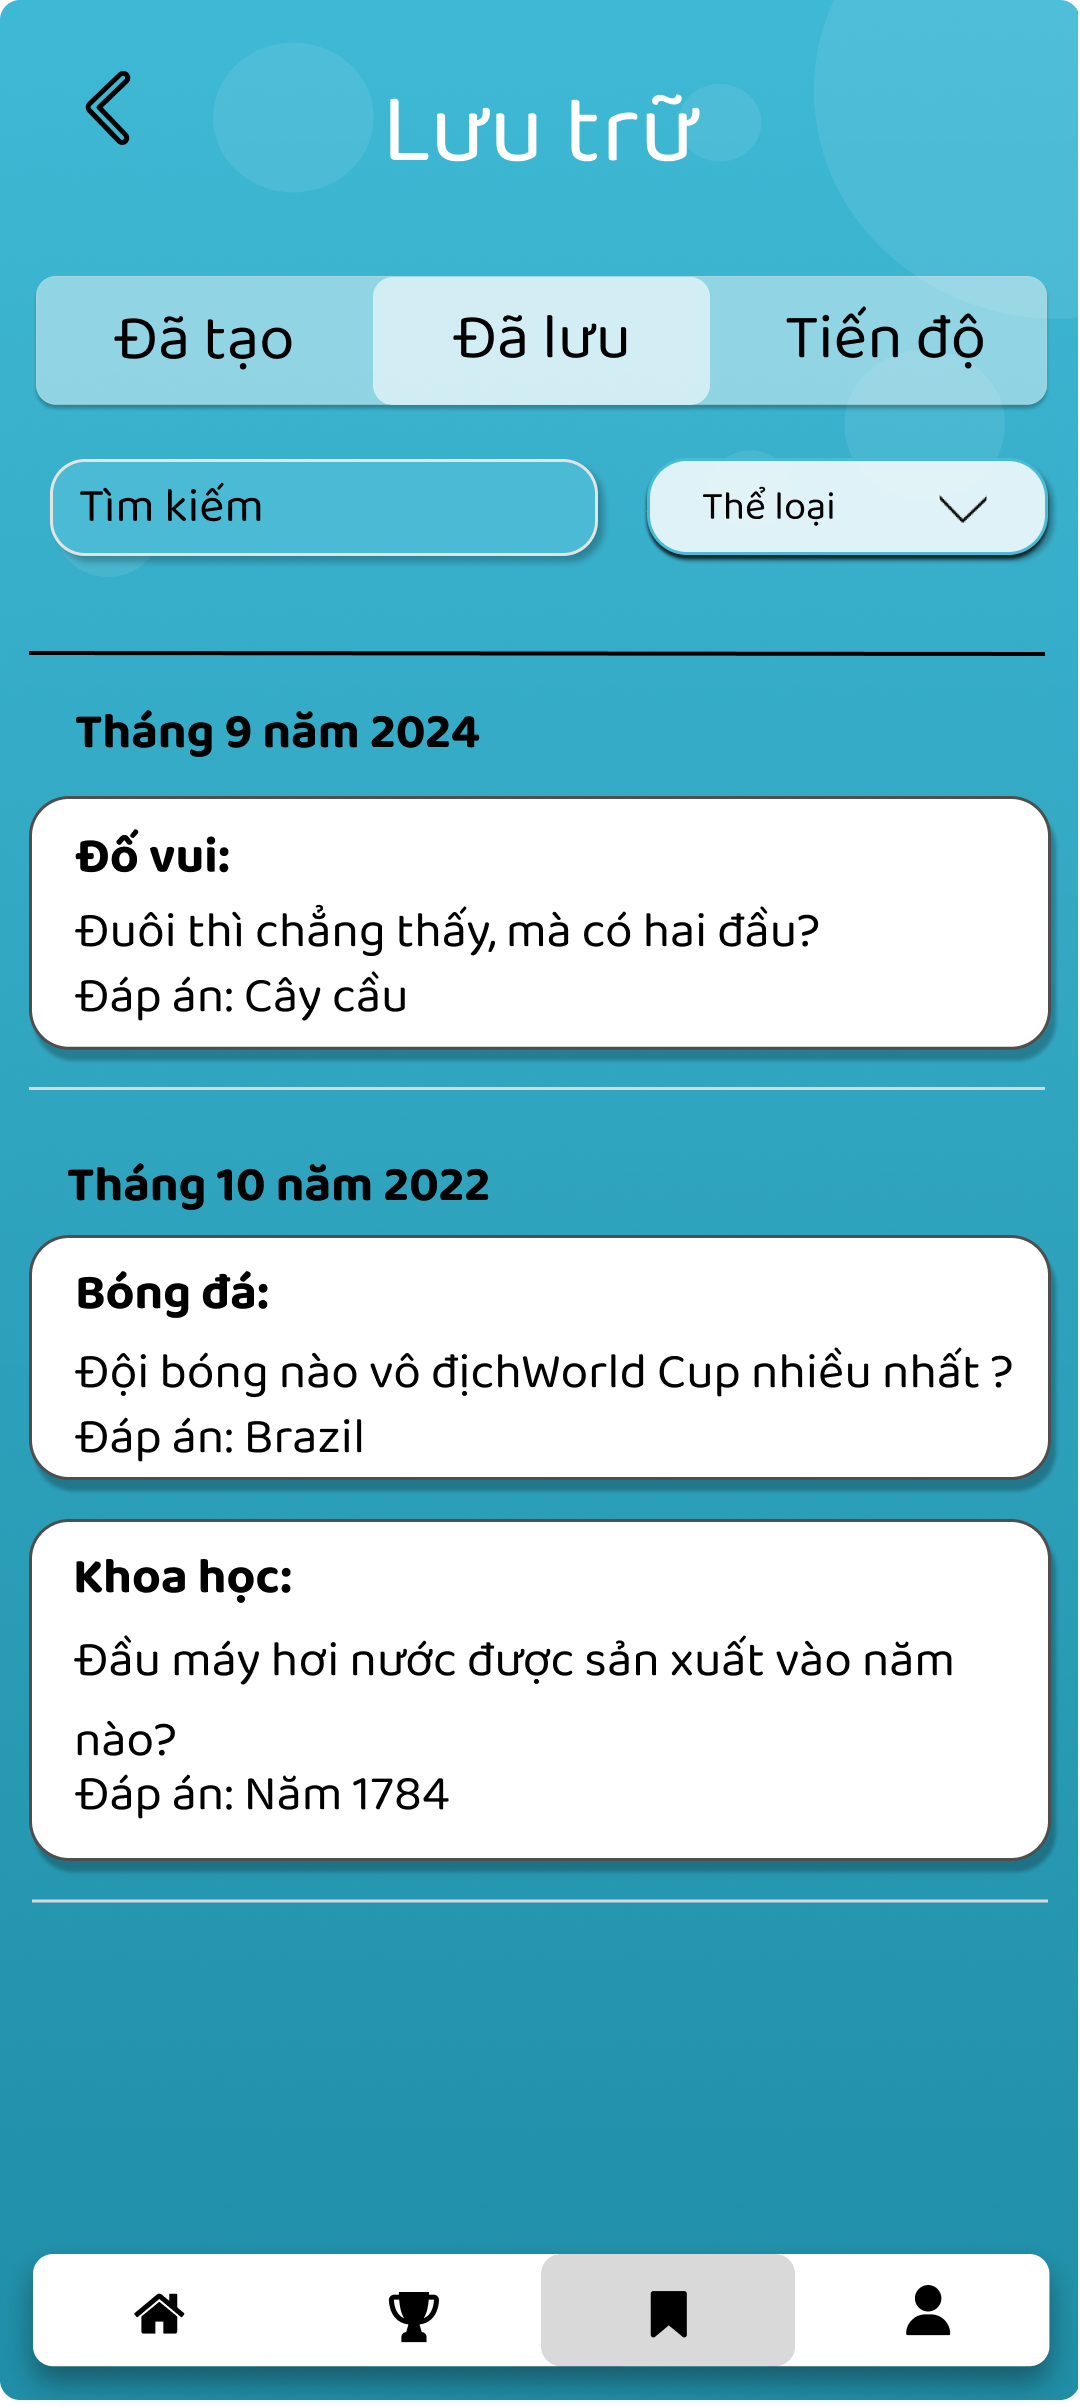 Lưu trữ
Đã tạo
Đã lưu
Tiến độ
Tìm kiếm
Thể loại
Tháng 9 năm 2024
Đố vui:
Đuôi thì chẳng thấy, mà có hai đầu?
Đáp án: Cây cầu
Tháng 10 năm 2022
Bóng đá:
Đội bóng nào vô địchWorld Cup nhiều nhất ?
Đáp án: Brazil
Khoa học:
Đầu máy hơi nước được sản xuất vào năm
nào?
Đáp án: Năm 1784